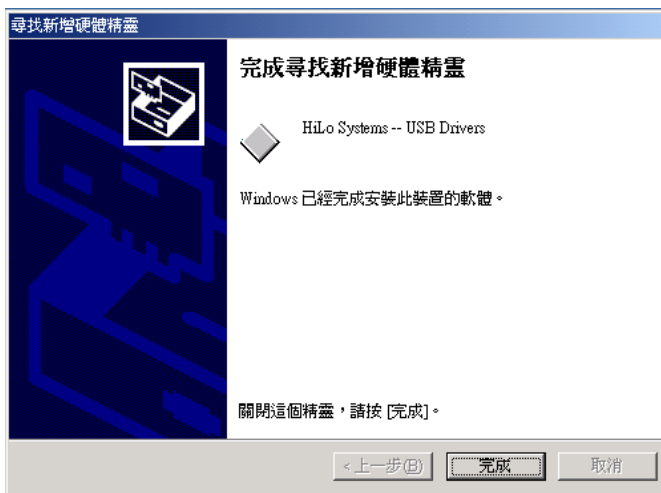 尋找新增硬體精靈
完成尋找新增硬體精靈
HiLo Systems -- USB Drivers
Windows 已經完成安裝此裝置的軟體。
關閉這個精靈，請按 [完成]。
<上一步(B)
完成
取消